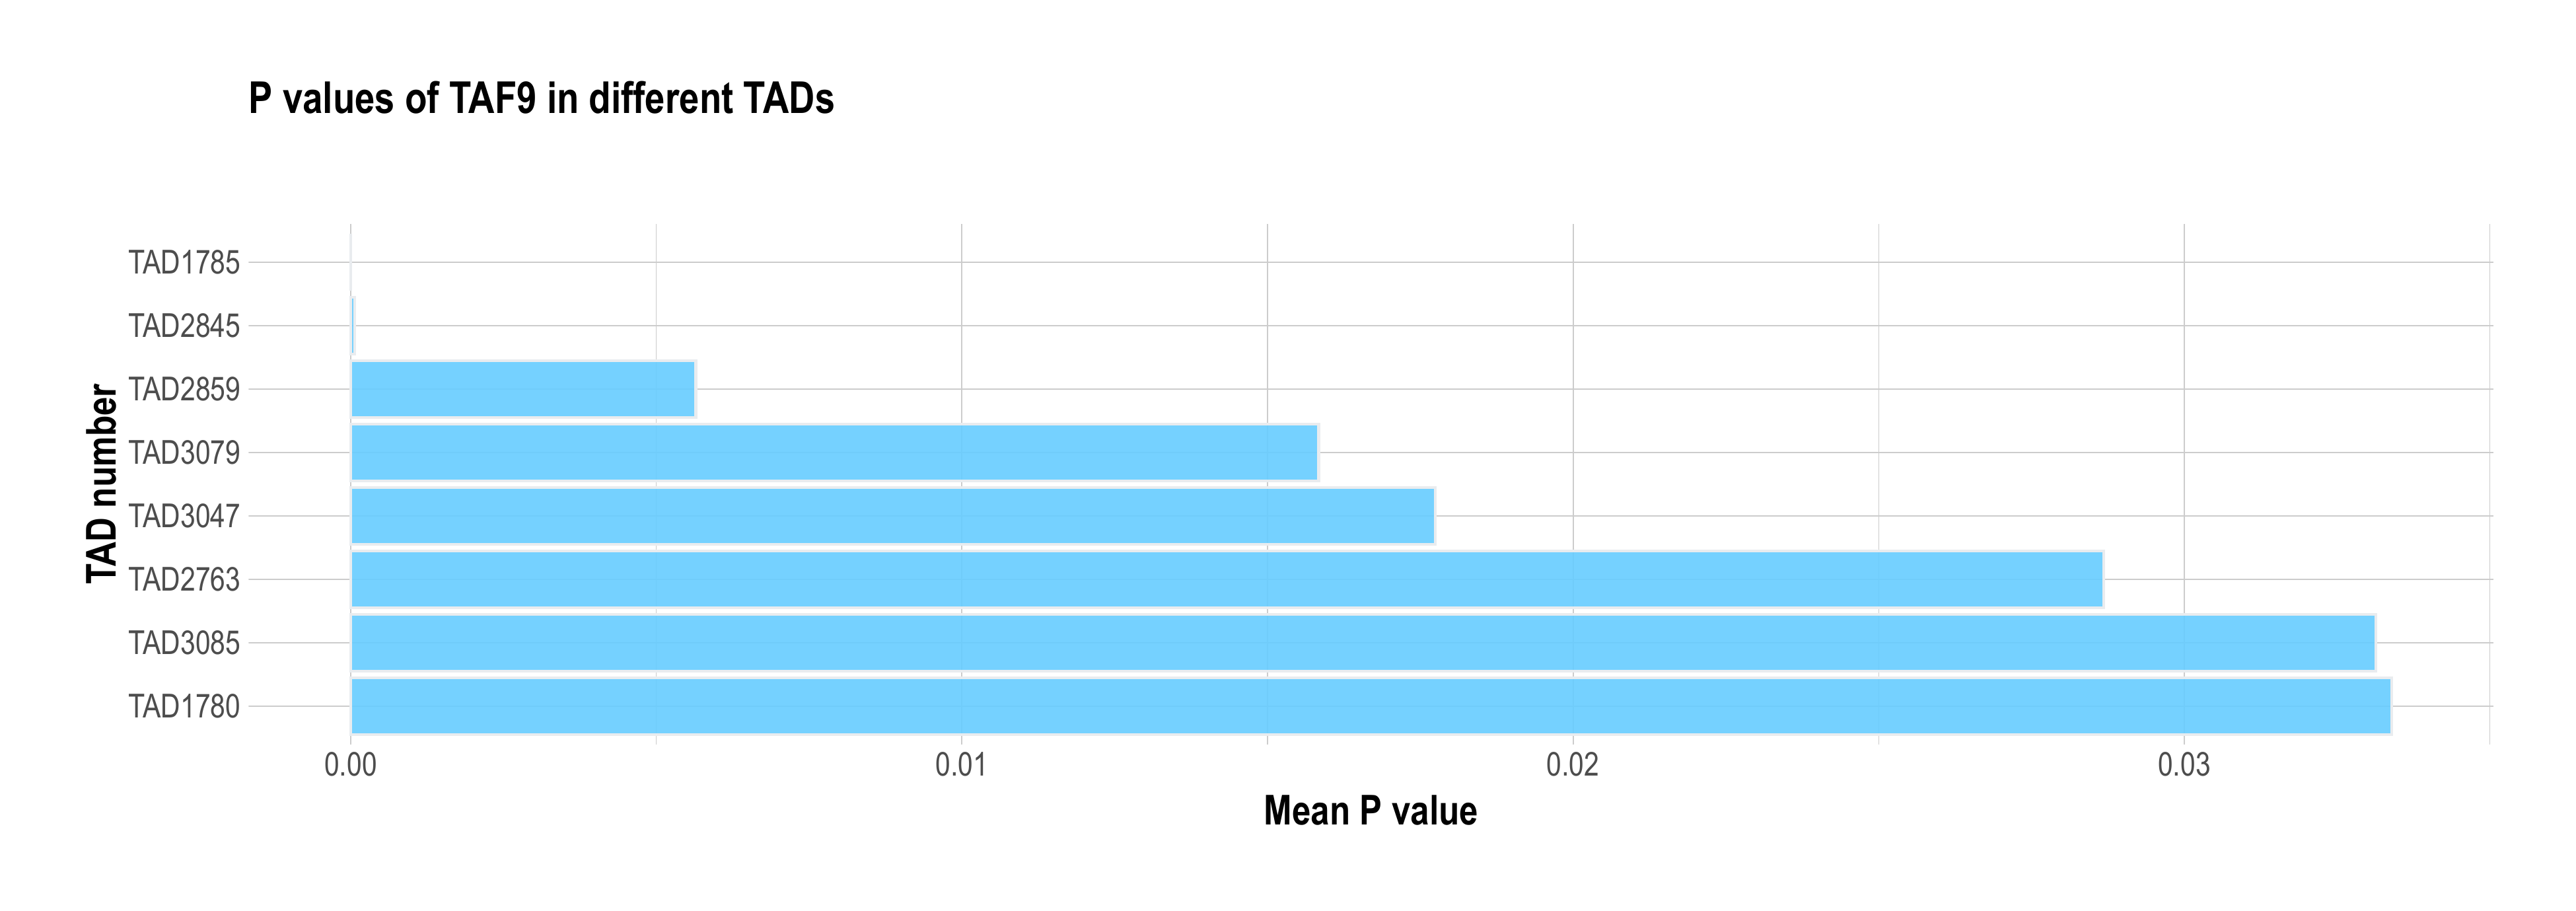 P values of TAF9 in different TADs
TAD number
TAD1785
TAD2845
TAD2859
TAD3079
TAD3047
TAD2763
TAD3085
TAD1780
0.00 0.01 0.02 0.03
Mean P value